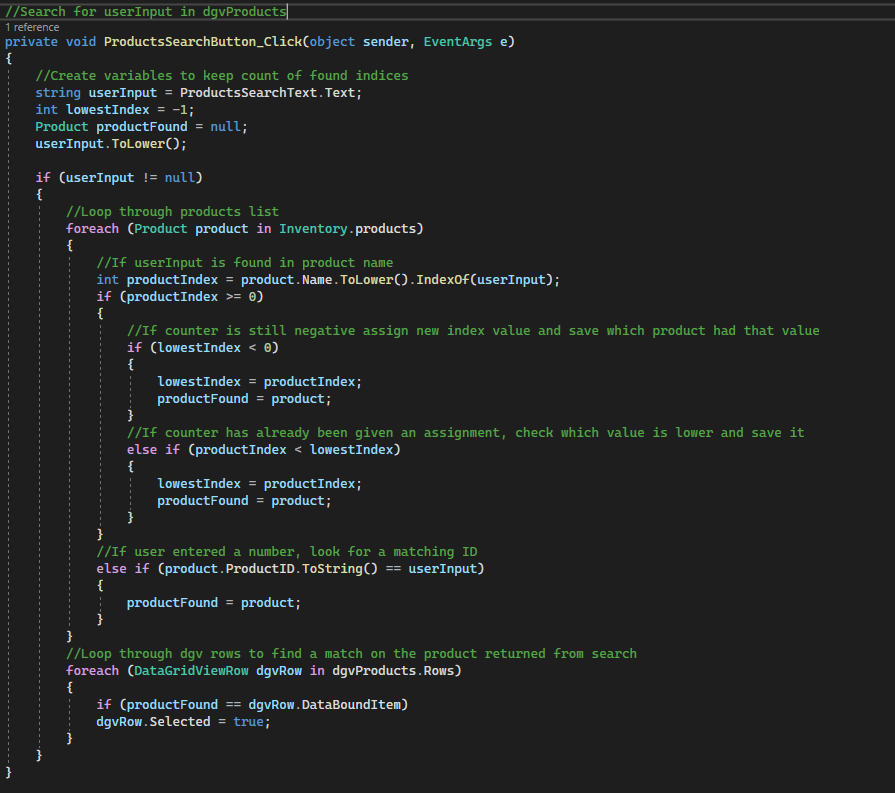 //Search for userInput in dgvProducts
1 reference
private void ProductsSearchButton_Click(object sender, EventArgs e)
{
    //Create variables to keep count of found indices
    string userInput = ProductsSearchText.Text;
    int lowestIndex = -1;
    Product productFound = null;
    userInput.ToLower();

    if (userInput != null)
    {
        //Loop through products list
        foreach (Product product in Inventory.products)
        {
            //If userInput is found in product name
            int productIndex = product.Name.ToLower().IndexOf(userInput);
            if (productIndex >= 0)
            {
                //If counter is still negative assign new index value and save which product had that value
                if (lowestIndex < 0)
                {
                    lowestIndex = productIndex;
                    productFound = product;
                }
                //If counter has already been given an assignment, check which value is lower and save it
                else if (productIndex < lowestIndex)
                {
                    lowestIndex = productIndex;
                    productFound = product;
                }
            }
            //If user entered a number, look for a matching ID
            else if (product.ProductID.ToString() == userInput)
            {
                productFound = product;
            }
        }
        //Loop through dgv rows to find a match on the product returned from search
        foreach (DataGridViewRow dgvRow in dgvProducts.Rows)
        {
            if (productFound == dgvRow.DataBoundItem)
            dgvRow.Selected = true;
        }
    }
}